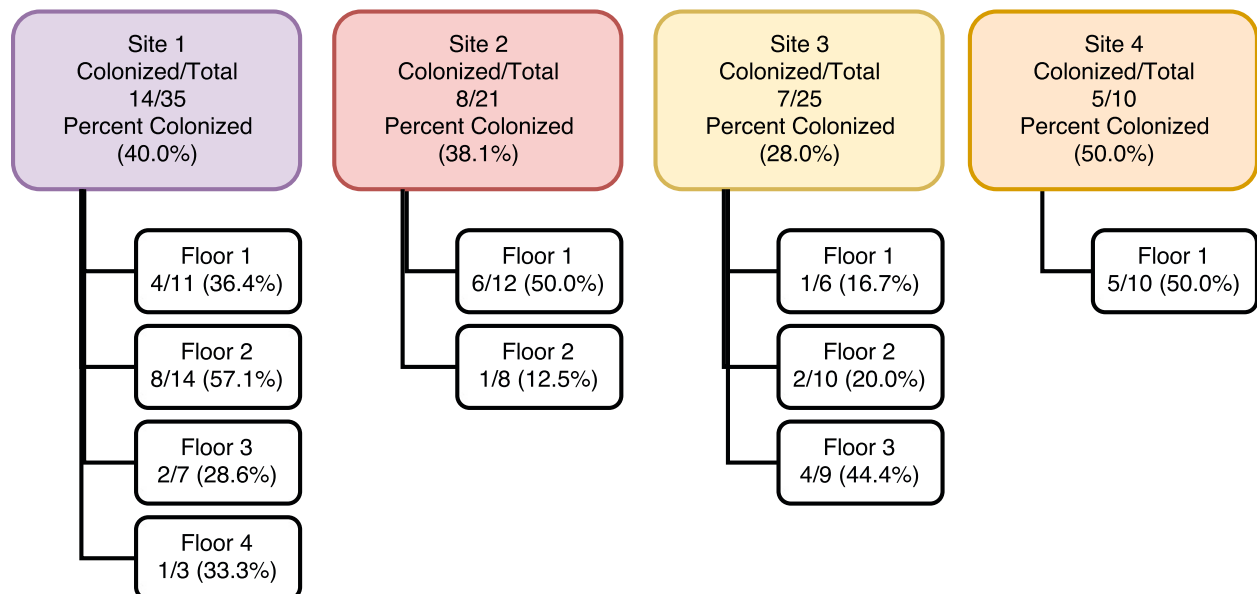 Site 1
Colonized/Total
14/35
Percent Colonized
(40.0%)
Floor 1
4/11 (36.4%)
Floor 2
8/14 (57.1%)
Floor 3
2/7 (28.6%)
Floor 4
1/3 (33.3%)
Site 2
Colonized/Total
8/21
Percent Colonized
(38.1%)
Floor 1
6/12 (50.0%)
Floor 2
1/8 (12.5%)
Site 3
Colonized/Total
7/25
Percent Colonized
(28.0%)
Floor 1
1/6 (16.7%)
Floor 2
2/10 (20.0%)
Floor 3
4/9 (44.4%)
Site 4
Colonized/Total
5/10
Percent Colonized
(50.0%)
Floor 1
5/10 (50.0%)